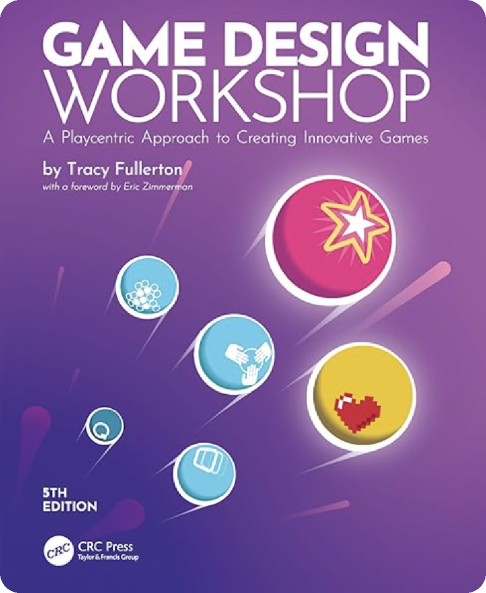 GAME DESIGN
WORKSHOP
A Playcentric Approach to Creating Innovative Games
by Tracy Fullerton
with a foreword by Eric Zimmerman
5TH
EDITION
CRC
CRC Press
Taylor & Francis Group